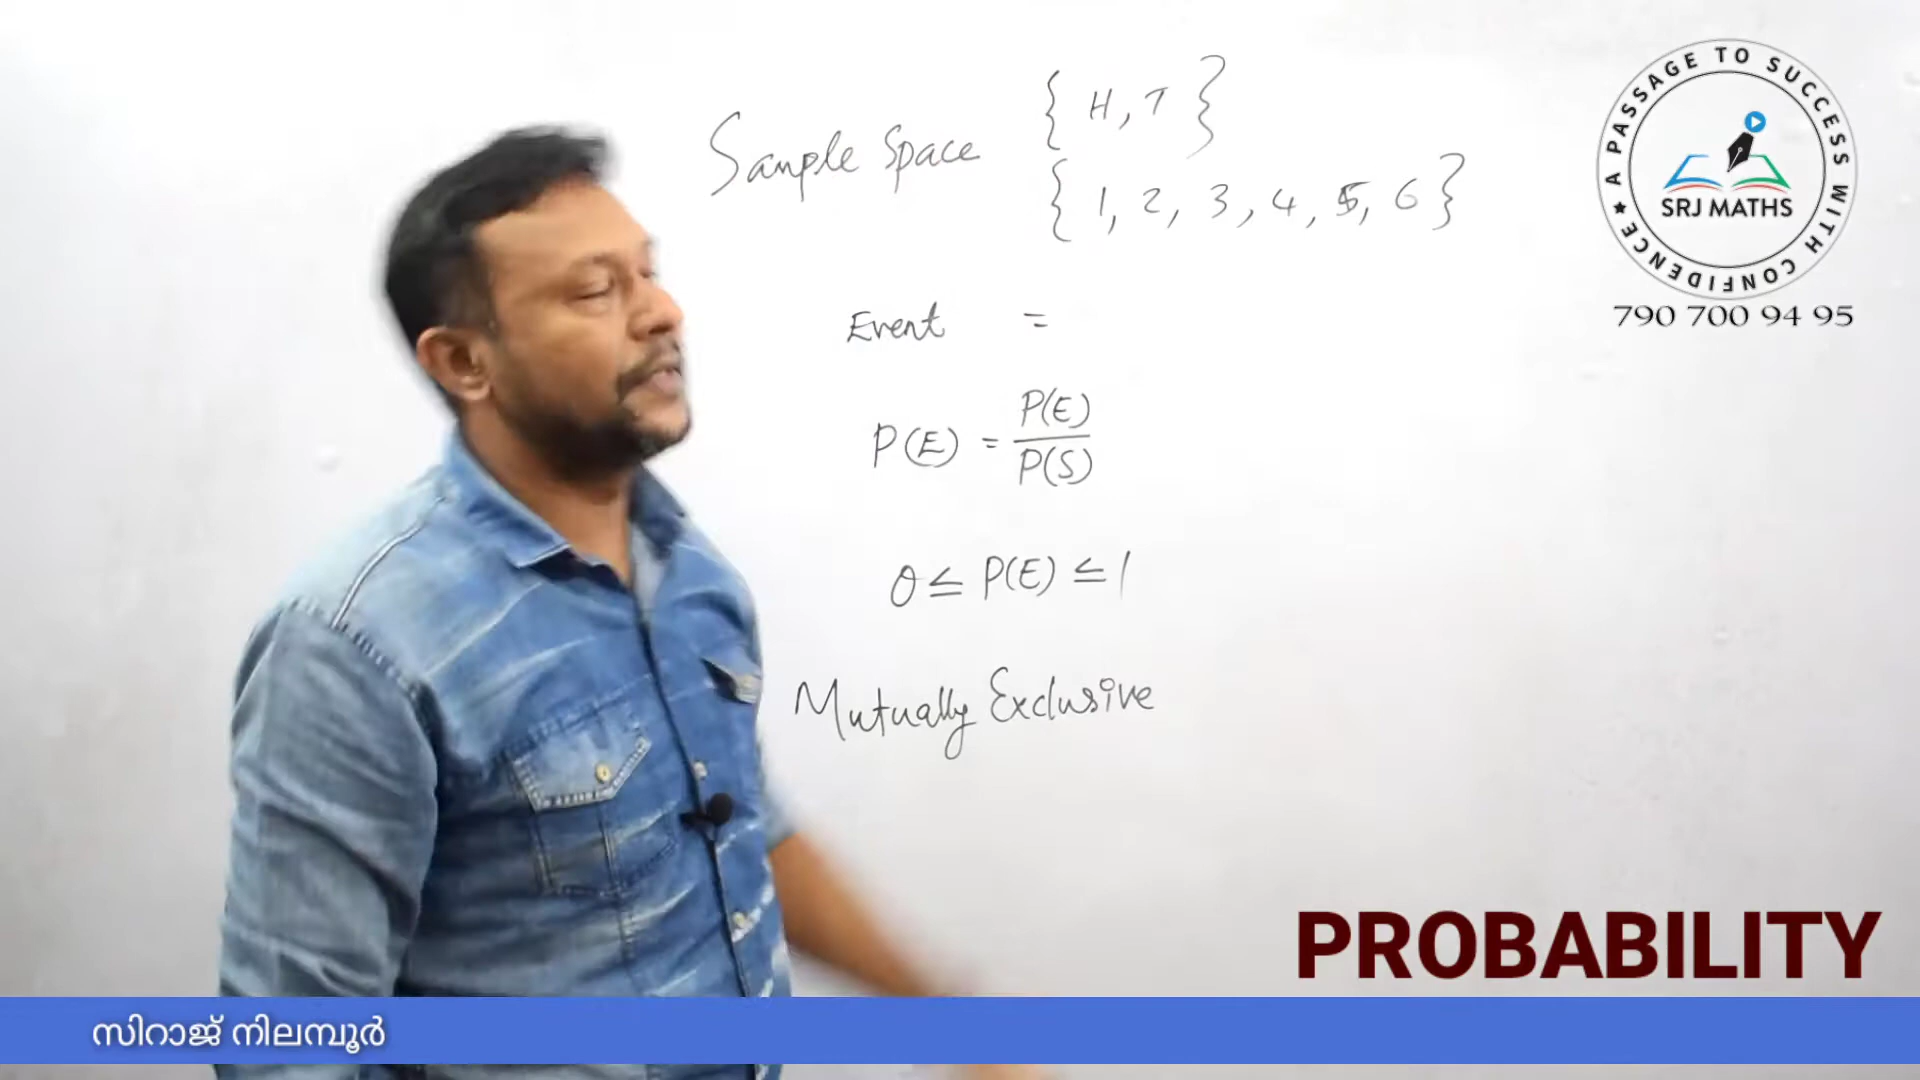 Sample Space { H, T }
{ 1, 2, 3, 4, 5, 6 }
Event =
P(E) = P(E)
P(S)
0 ≤ P(E) ≤ 1
Mutually Exclusive
A PASSAGE TO SUCCESS WITH CONFIDENCE ★
SRJ MATHS
790 700 94 95
PROBABILITY
സിറാജ് നിലമ്പൂർ